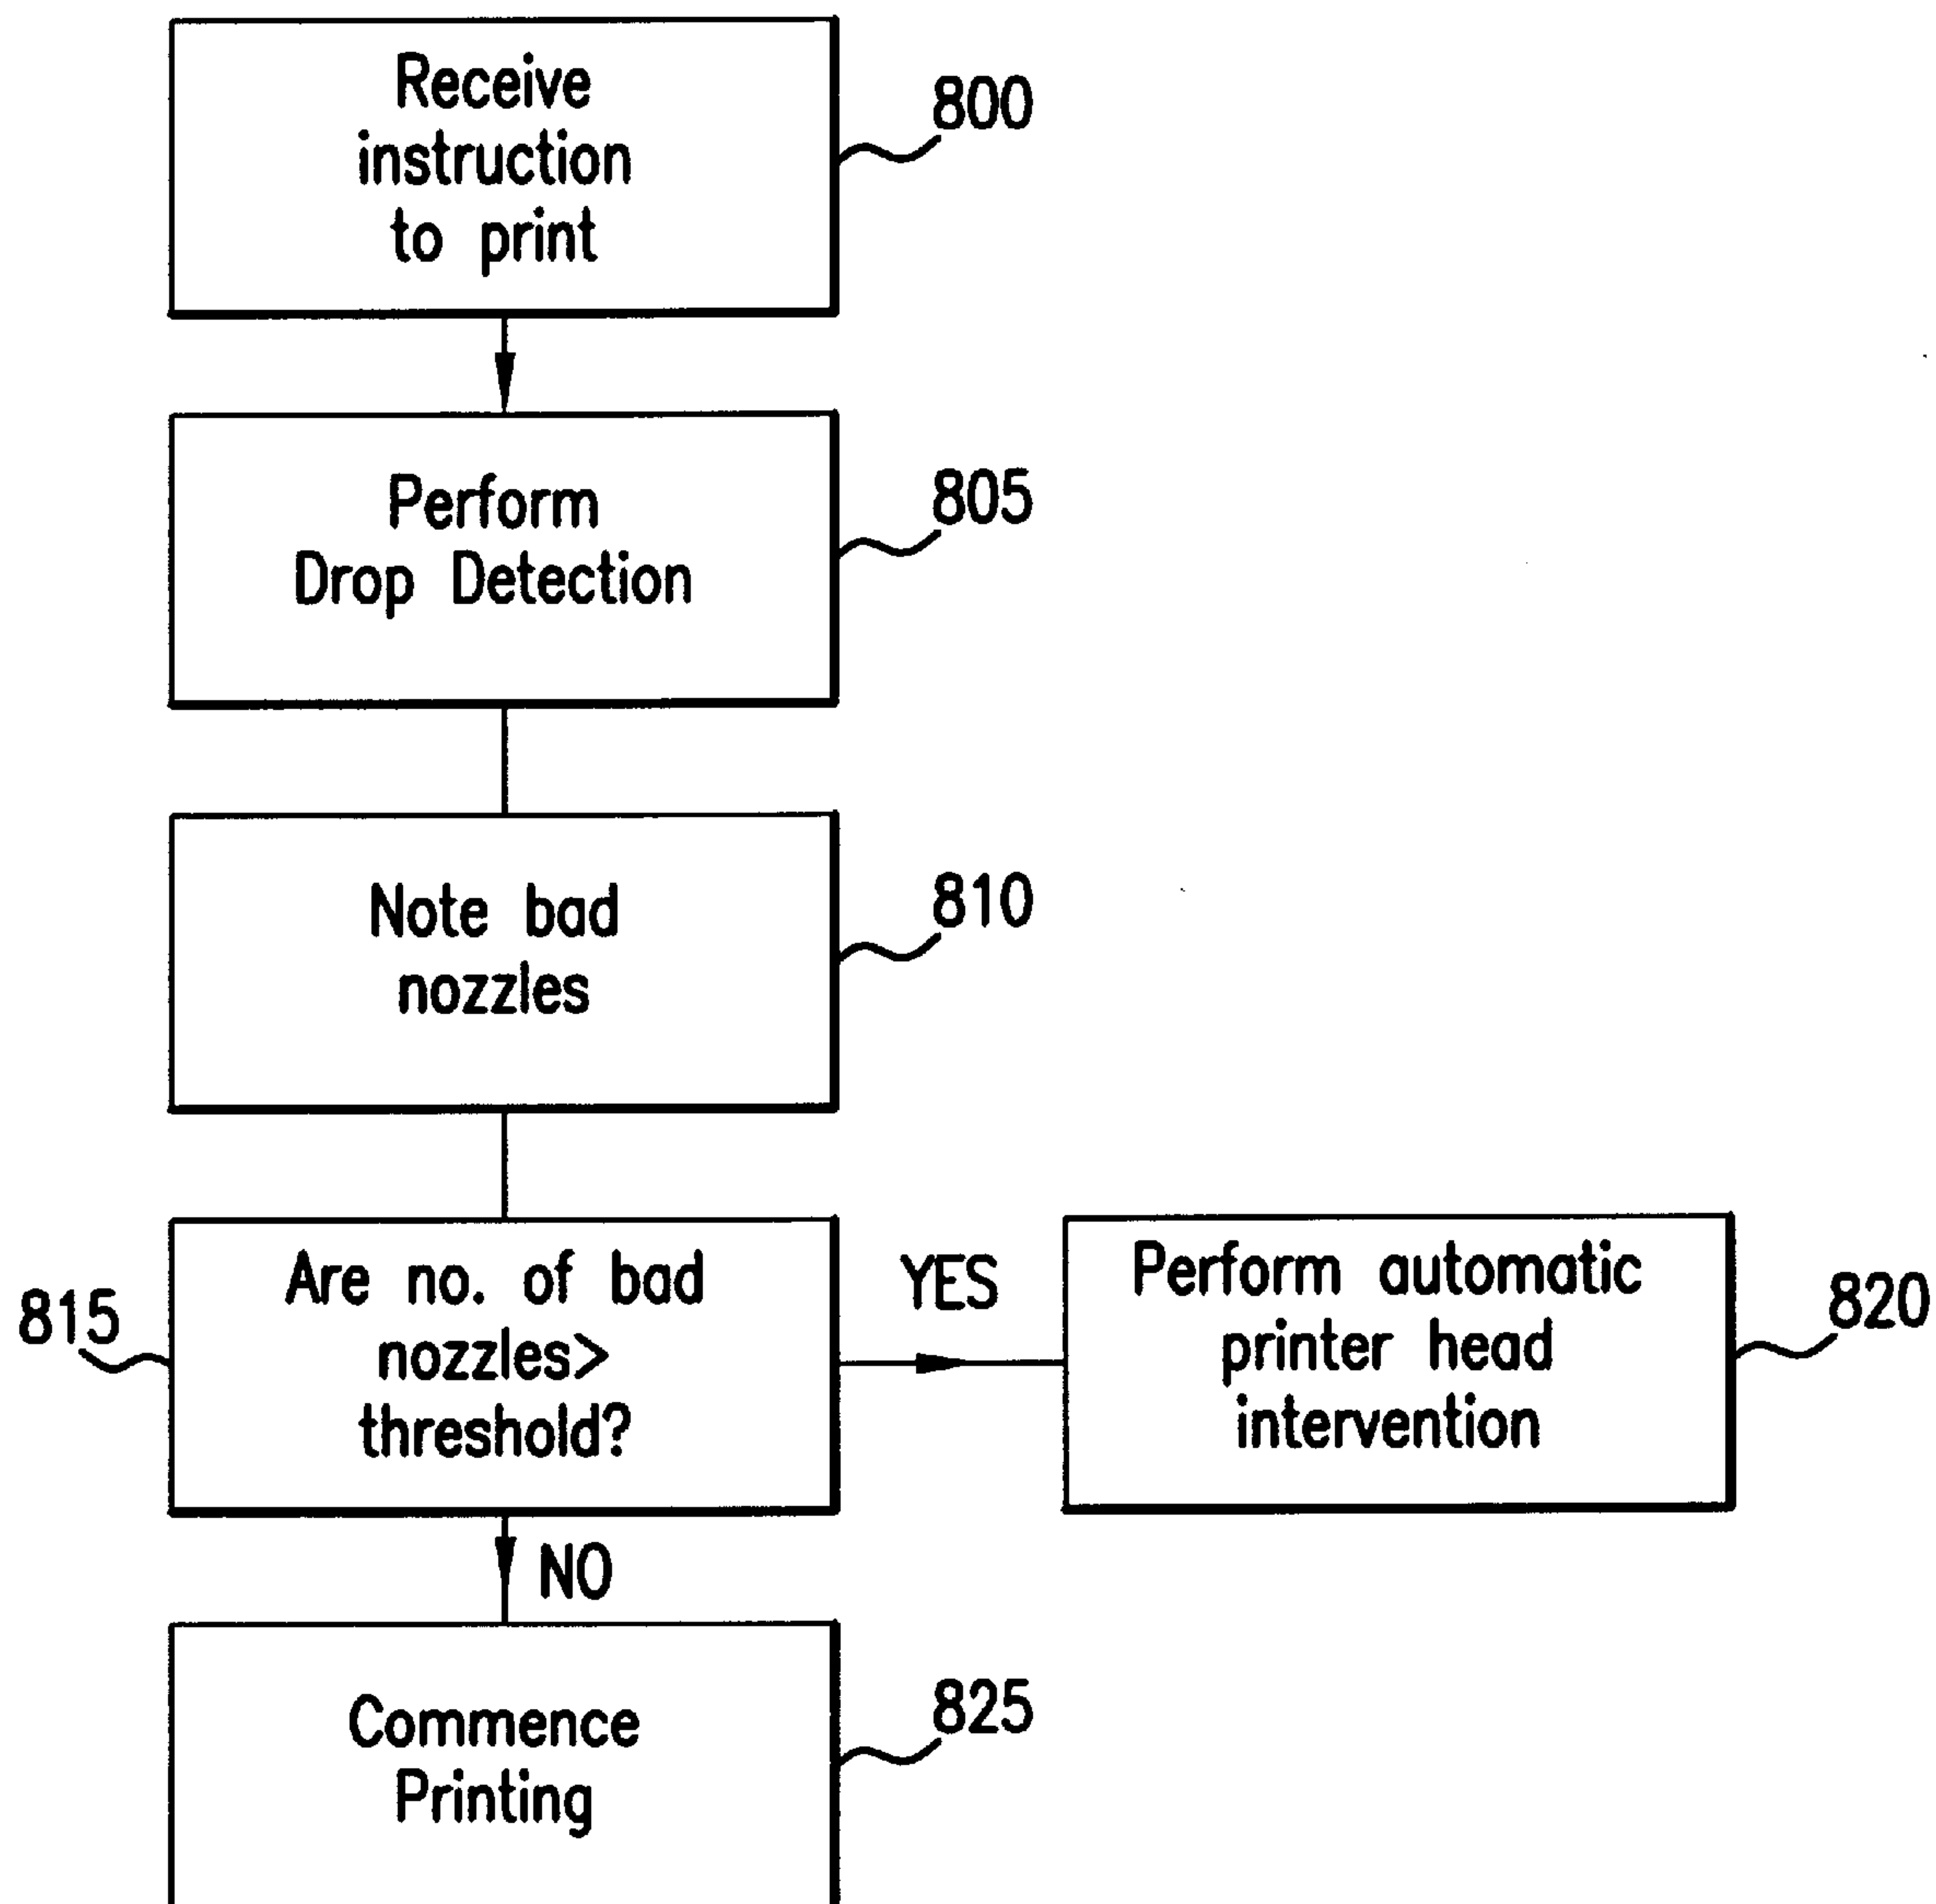 Receive
instruction
to print
800
Perform
Drop Detection
805
Note bad
nozzles
810
Are no. of bad
nozzles>
threshold?
815
YES
Perform automatic
printer head
intervention
820
NO
Commence
Printing
825